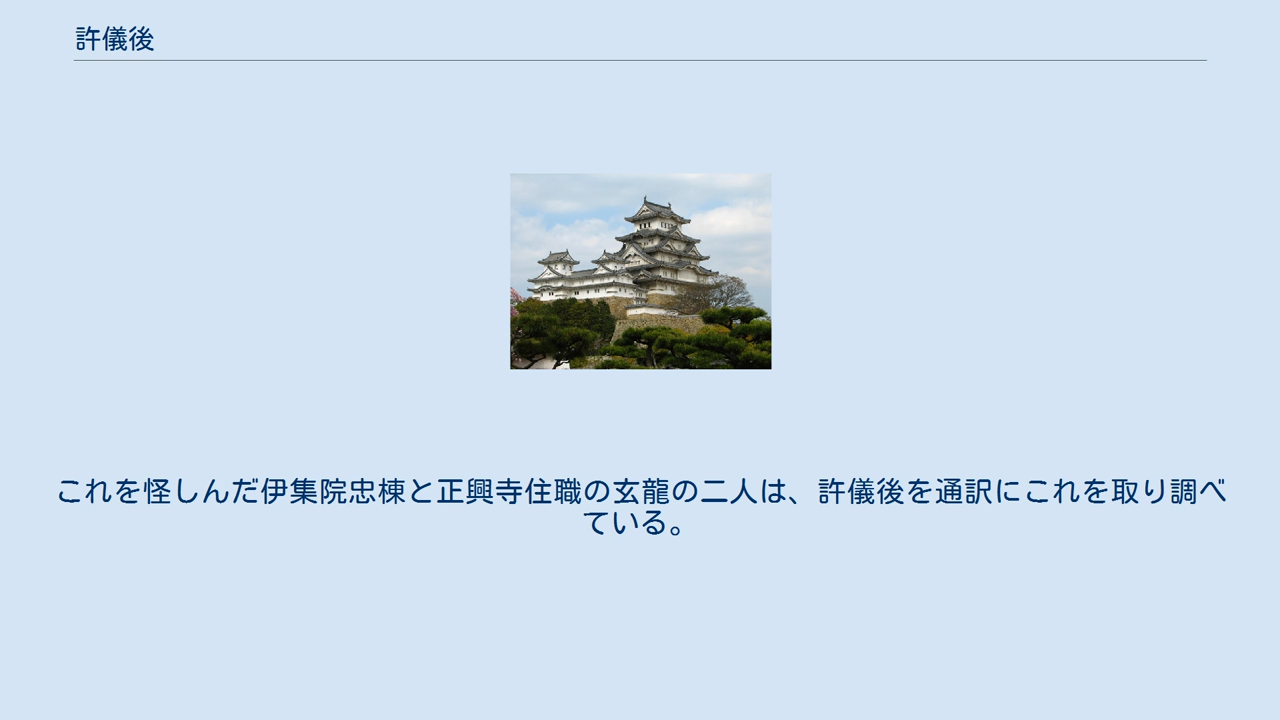 許儀後
これを怪しんだ伊集院忠棟と正興寺住職の玄龍の二人は、許儀後を通訳にこれを取り調べ
ている。